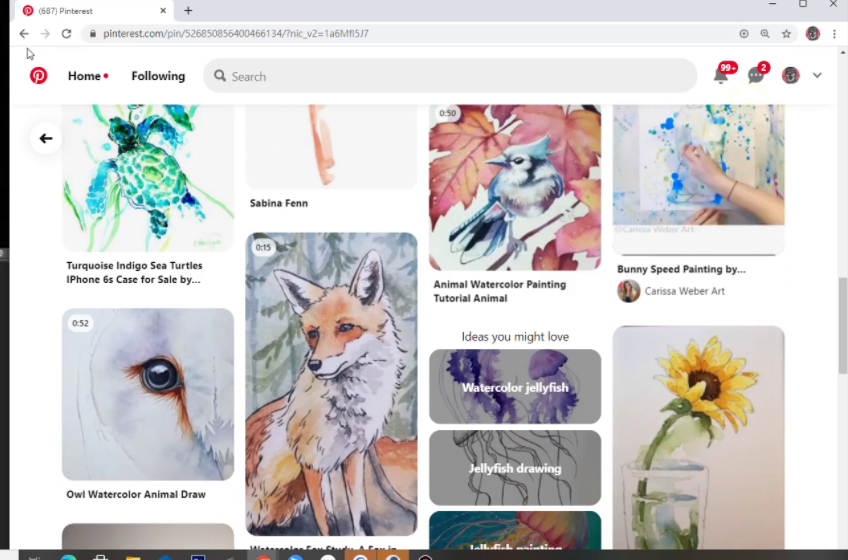 (687) Pinterest
pinterest.com/pin/526850856400466134/?nic_v2=1a6MfI5J7
Home
Following
Search
99+
2
0:50
Sabina Fenn
©Carissa Weber Art
Turquoise Indigo Sea Turtles
IPhone 6s Case for Sale by...
0:15
Animal Watercolor Painting
Tutorial Animal
Bunny Speed Painting by...
Carissa Weber Art
0:52
Ideas you might love
Watercolor jellyfish
Jellyfish drawing
Owl Watercolor Animal Draw
Jellyfish painting
Watercolor Fox Study, A Fox in